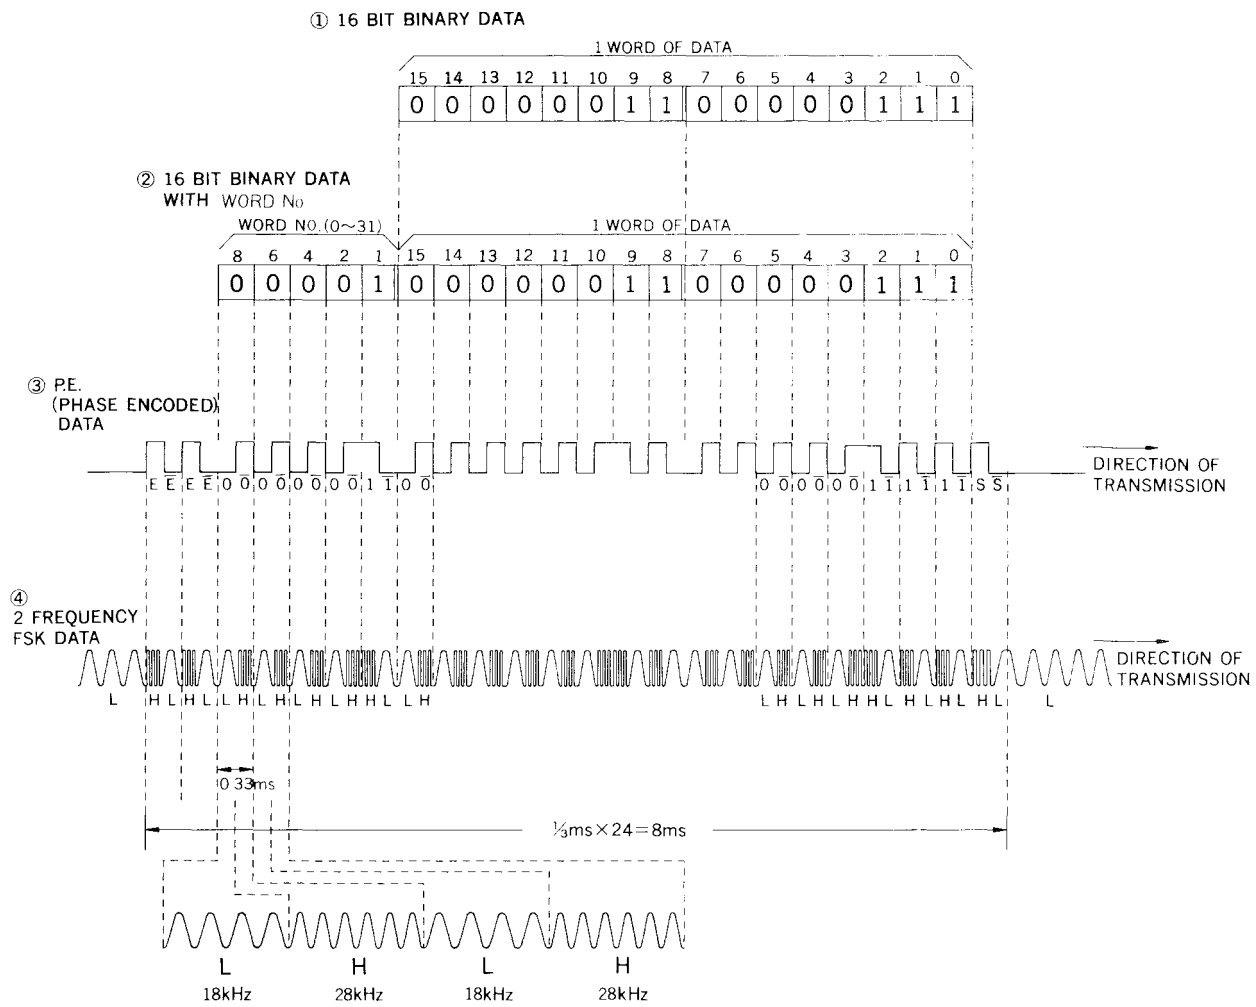 ① 16 BIT BINARY DATA
1 WORD OF DATA
15 14 13 12 11 10 9 8 7 6 5 4 3 2 1 0
0 0 0 0 0 0 1 1 0 0 0 0 0 1 1 1
② 16 BIT BINARY DATA
WITH WORD No
WORD NO.(0~31) 1 WORD OF DATA
8 6 4 2 1 15 14 13 12 11 10 9 8 7 6 5 4 3 2 1 0
0 0 0 0 1 0 0 0 0 0 0 1 1 0 0 0 0 0 1 1 1
③ P.E.
(PHASE ENCODED)
DATA
E E̅ E E̅ 0 0̅ 0 0̅ 0 0̅ 0 0̅ 1 1̅ 0 0̅ 0 0̅ 0 0̅ 0 0̅ 1 1̅ 1 1̅ 1 1̅ S S̅
DIRECTION OF
TRANSMISSION
④
2 FREQUENCY
FSK DATA
DIRECTION OF
TRANSMISSION
L H L H L L H L H L H L H H L L H L H L H L H H L H L H L H L L
0 33ms
⅓ms×24=8ms
L H L H
18kHz 28kHz 18kHz 28kHz